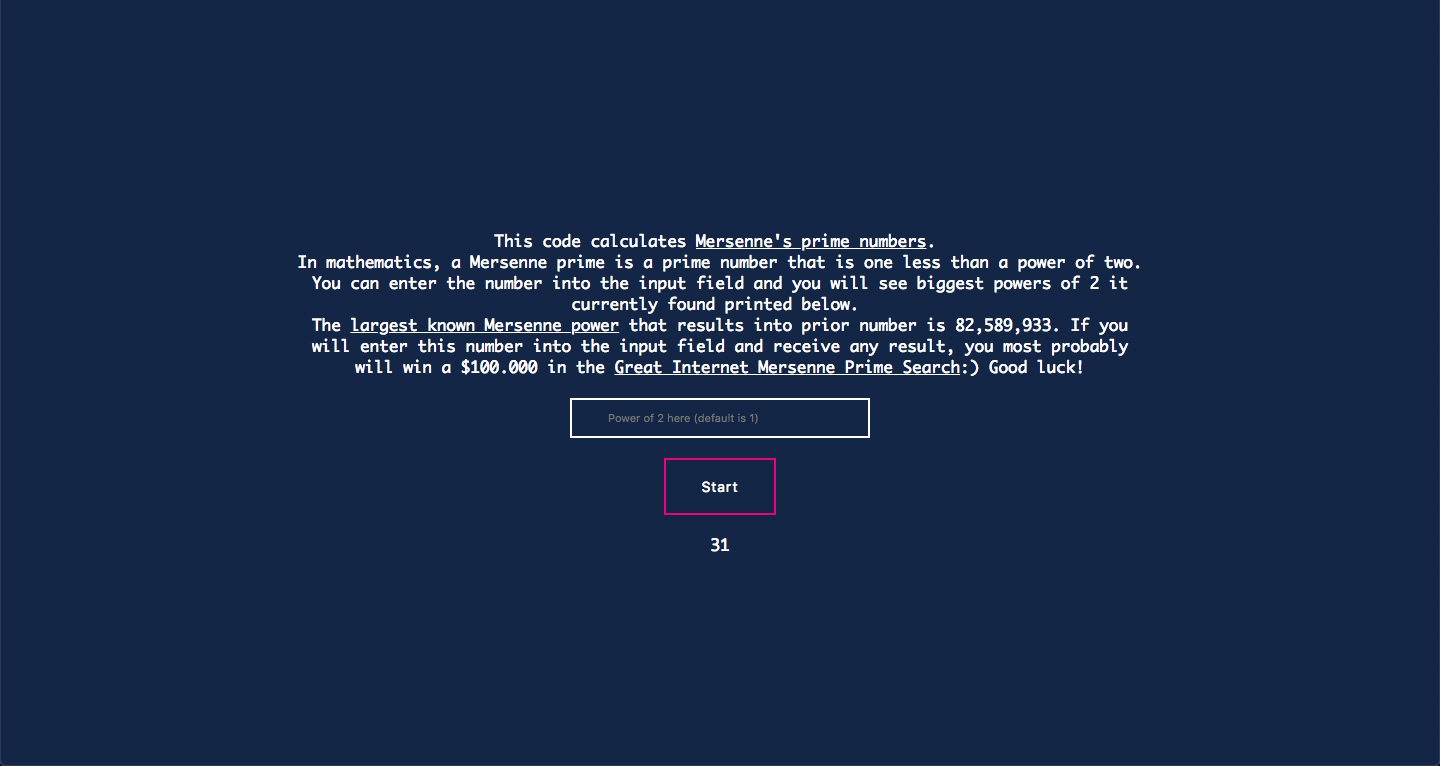 This code calculates Mersenne's prime numbers.
In mathematics, a Mersenne prime is a prime number that is one less than a power of two.
You can enter the number into the input field and you will see biggest powers of 2 it
currently found printed below.
The largest known Mersenne power that results into prior number is 82,589,933. If you
will enter this number into the input field and receive any result, you most probably
will win a $100.000 in the Great Internet Mersenne Prime Search:) Good luck!
Power of 2 here (default is 1)
Start
31